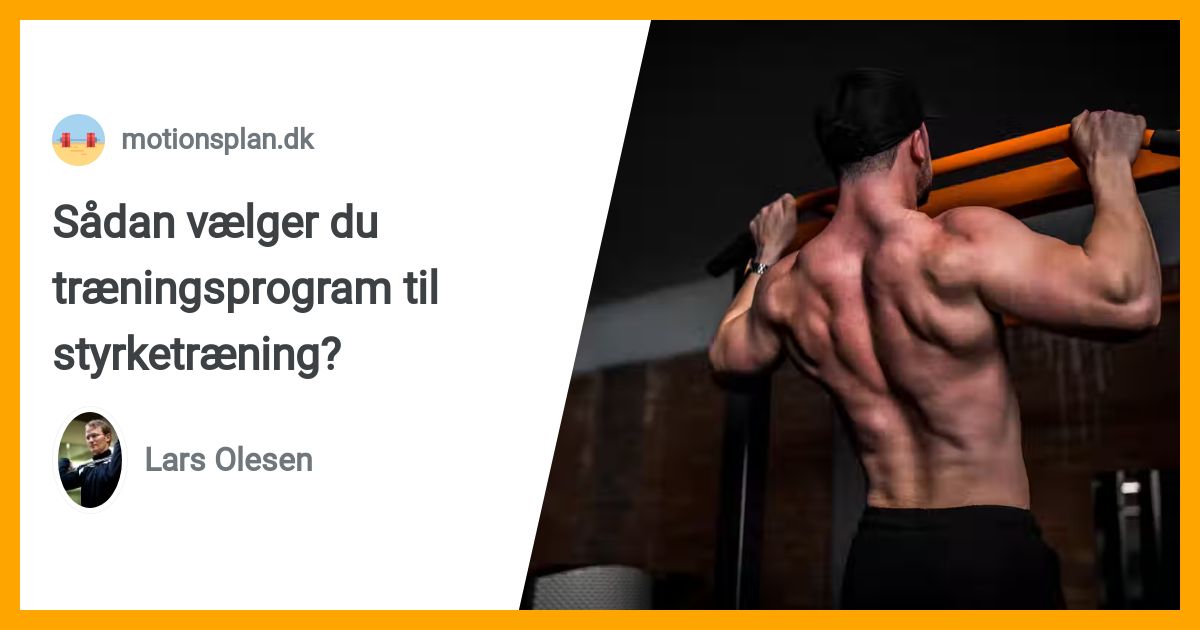 motionsplan.dk
Sådan vælger du
træningsprogram til
styrketræning?
Lars Olesen